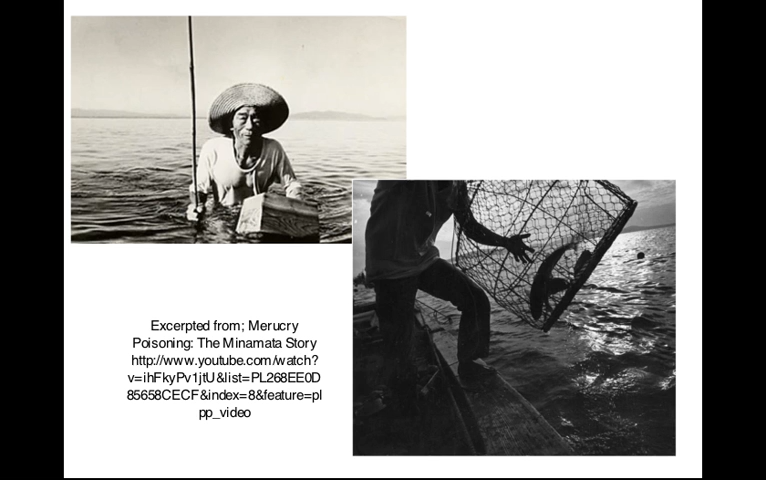 Excerpted from; Merucry
Poisoning: The Minamata Story
http://www.youtube.com/watch?
v=ihFkyPv1jtU&list=PL268EE0D
85658CECF&index=8&feature=pl
pp_video